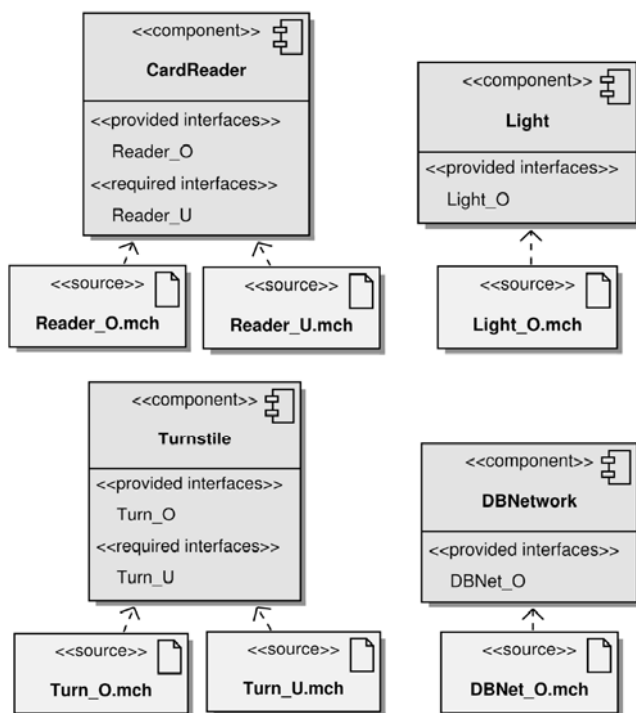 <<component>>
CardReader
<<provided interfaces>>
Reader_O
<<required interfaces>>
Reader_U
<<source>>
Reader_O.mch
<<source>>
Reader_U.mch
<<component>>
Light
<<provided interfaces>>
Light_O
<<source>>
Light_O.mch
<<component>>
Turnstile
<<provided interfaces>>
Turn_O
<<required interfaces>>
Turn_U
<<source>>
Turn_O.mch
<<source>>
Turn_U.mch
<<component>>
DBNetwork
<<provided interfaces>>
DBNet_O
<<source>>
DBNet_O.mch